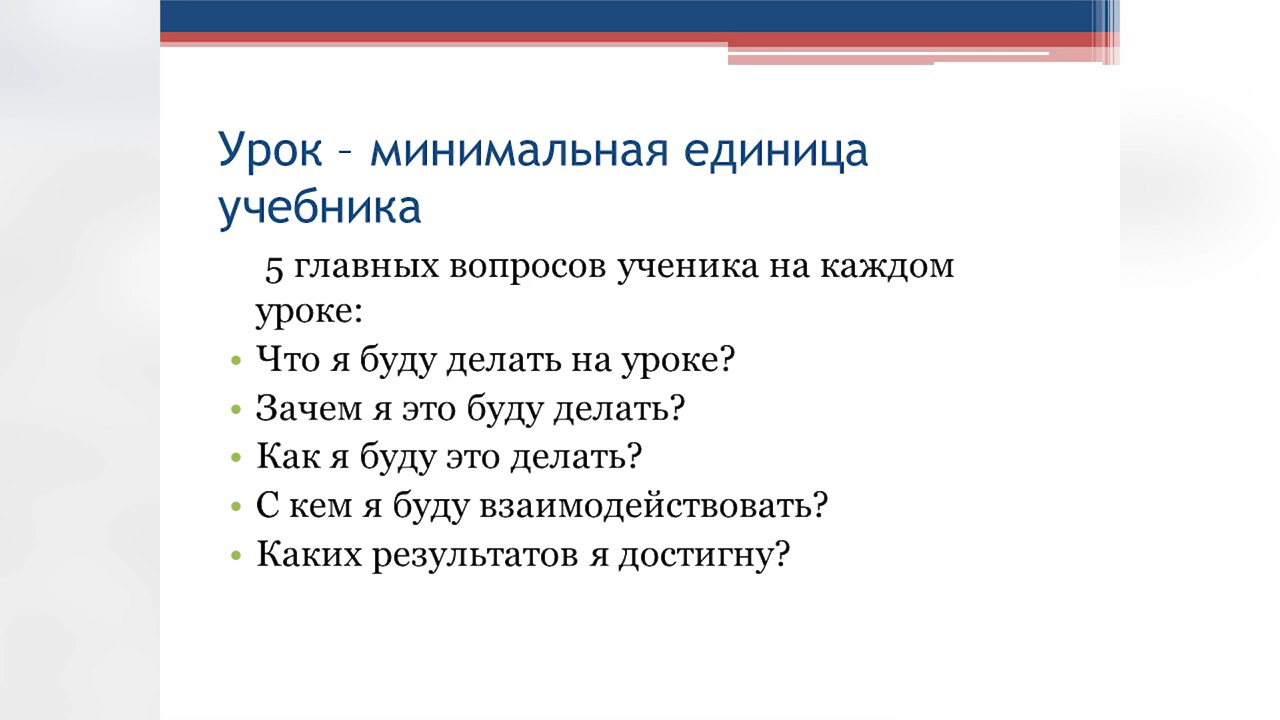 Урок – минимальная единица
учебника
5 главных вопросов ученика на каждом
уроке:
• Что я буду делать на уроке?
• Зачем я это буду делать?
• Как я буду это делать?
• С кем я буду взаимодействовать?
• Каких результатов я достигну?